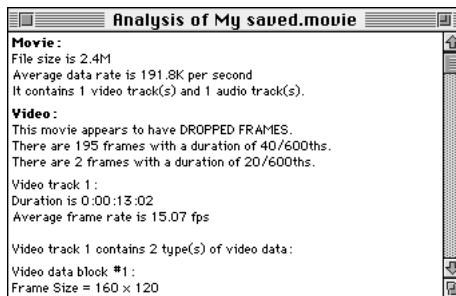 Analysis of My saved.movie
Movie:
File size is 2.4M
Average data rate is 191.8K per second
It contains 1 video track(s) and 1 audio track(s).
Video:
This movie appears to have DROPPED FRAMES.
There are 195 frames with a duration of 40/600ths.
There are 2 frames with a duration of 20/600ths.
Video track 1:
Duration is 0:00:13:02
Average frame rate is 15.07 fps
Video track 1 contains 2 type(s) of video data:
Video data block #1:
Frame Size = 160 x 120